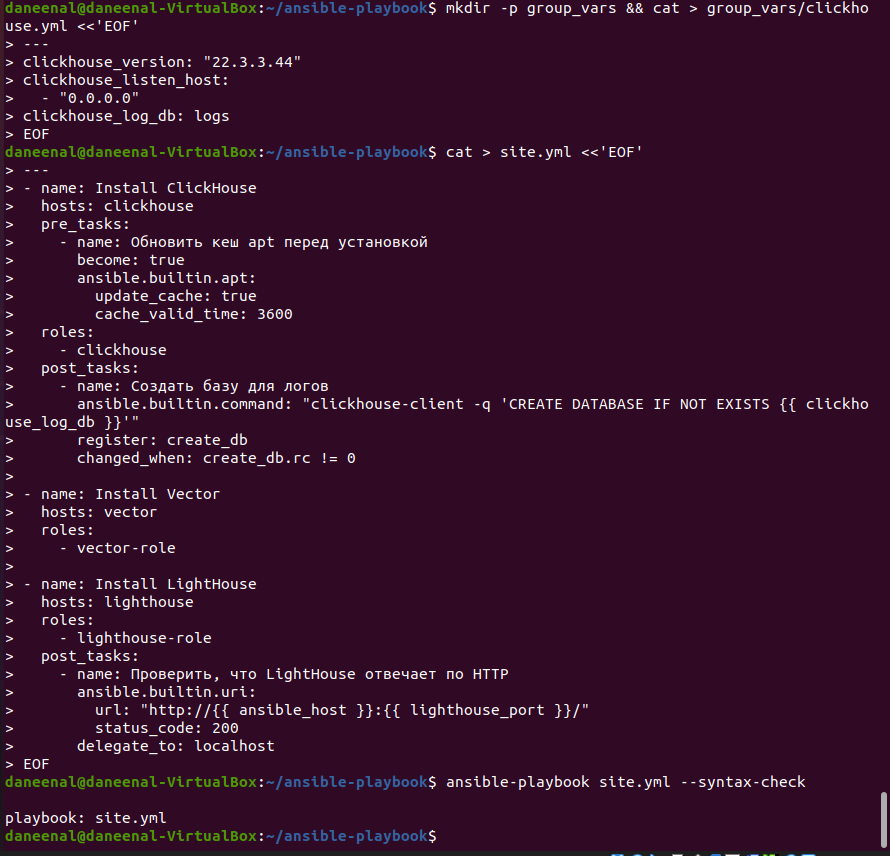 daneenal@daneenal-VirtualBox:~/ansible-playbook$ mkdir -p group_vars && cat > group_vars/clickho
use.yml <<'EOF'
> ---
> clickhouse_version: "22.3.3.44"
> clickhouse_listen_host:
>   - "0.0.0.0"
> clickhouse_log_db: logs
> EOF
daneenal@daneenal-VirtualBox:~/ansible-playbook$ cat > site.yml <<'EOF'
> ---
> - name: Install ClickHouse
>   hosts: clickhouse
>   pre_tasks:
>     - name: Обновить кеш apt перед установкой
>       become: true
>       ansible.builtin.apt:
>         update_cache: true
>         cache_valid_time: 3600
>   roles:
>     - clickhouse
>   post_tasks:
>     - name: Создать базу для логов
>       ansible.builtin.command: "clickhouse-client -q 'CREATE DATABASE IF NOT EXISTS {{ clickho
use_log_db }}'"
>       register: create_db
>       changed_when: create_db.rc != 0
>
> - name: Install Vector
>   hosts: vector
>   roles:
>     - vector-role
>
> - name: Install LightHouse
>   hosts: lighthouse
>   roles:
>     - lighthouse-role
>   post_tasks:
>     - name: Проверить, что LightHouse отвечает по HTTP
>       ansible.builtin.uri:
>         url: "http://{{ ansible_host }}:{{ lighthouse_port }}/"
>         status_code: 200
>       delegate_to: localhost
> EOF
daneenal@daneenal-VirtualBox:~/ansible-playbook$ ansible-playbook site.yml --syntax-check

playbook: site.yml
daneenal@daneenal-VirtualBox:~/ansible-playbook$